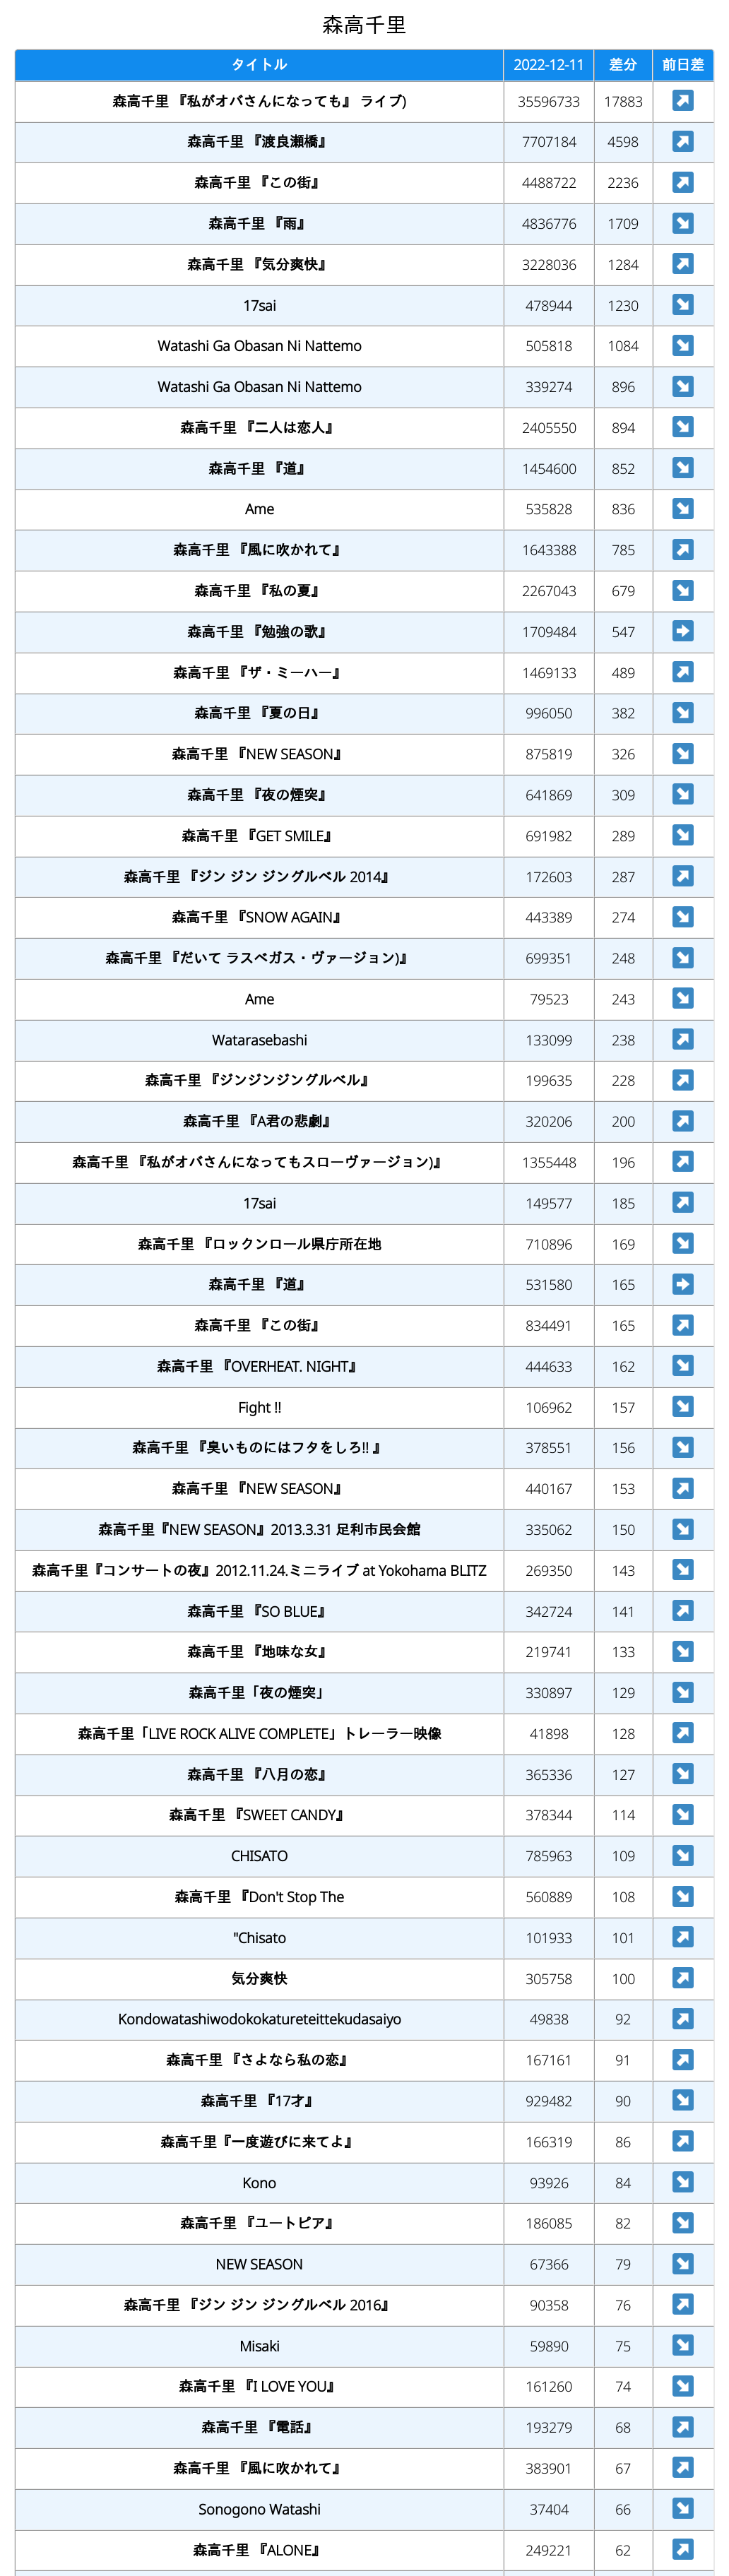 森高千里
タイトル 2022-12-11 差分 前日差
森高千里 『私がオバさんになっても』 ライブ) 35596733 17883
森高千里 『渡良瀬橋』 7707184 4598
森高千里 『この街』 4488722 2236
森高千里 『雨』 4836776 1709
森高千里 『気分爽快』 3228036 1284
17sai 478944 1230
Watashi Ga Obasan Ni Nattemo 505818 1084
Watashi Ga Obasan Ni Nattemo 339274 896
森高千里 『二人は恋人』 2405550 894
森高千里 『道』 1454600 852
Ame 535828 836
森高千里 『風に吹かれて』 1643388 785
森高千里 『私の夏』 2267043 679
森高千里 『勉強の歌』 1709484 547
森高千里 『ザ・ミーハー』 1469133 489
森高千里 『夏の日』 996050 382
森高千里 『NEW SEASON』 875819 326
森高千里 『夜の煙突』 641869 309
森高千里 『GET SMILE』 691982 289
森高千里 『ジン ジン ジングルベル 2014』 172603 287
森高千里 『SNOW AGAIN』 443389 274
森高千里 『だいて ラスベガス・ヴァージョン)』 699351 248
Ame 79523 243
Watarasebashi 133099 238
森高千里 『ジンジンジングルベル』 199635 228
森高千里 『A君の悲劇』 320206 200
森高千里 『私がオバさんになってもスローヴァージョン)』 1355448 196
17sai 149577 185
森高千里 『ロックンロール県庁所在地 710896 169
森高千里 『道』 531580 165
森高千里 『この街』 834491 165
森高千里 『OVERHEAT. NIGHT』 444633 162
Fight !! 106962 157
森高千里 『臭いものにはフタをしろ!! 』 378551 156
森高千里 『NEW SEASON』 440167 153
森高千里『NEW SEASON』2013.3.31 足利市民会館 335062 150
森高千里『コンサートの夜』2012.11.24.ミニライブ at Yokohama BLITZ 269350 143
森高千里 『SO BLUE』 342724 141
森高千里 『地味な女』 219741 133
森高千里「夜の煙突」 330897 129
森高千里「LIVE ROCK ALIVE COMPLETE」トレーラー映像 41898 128
森高千里 『八月の恋』 365336 127
森高千里 『SWEET CANDY』 378344 114
CHISATO 785963 109
森高千里 『Don't Stop The 560889 108
"Chisato 101933 101
気分爽快 305758 100
Kondowatashiwodokokatureteittekudasaiyo 49838 92
森高千里 『さよなら私の恋』 167161 91
森高千里 『17才』 929482 90
森高千里『一度遊びに来てよ』 166319 86
Kono 93926 84
森高千里 『ユートピア』 186085 82
NEW SEASON 67366 79
森高千里 『ジン ジン ジングルベル 2016』 90358 76
Misaki 59890 75
森高千里 『I LOVE YOU』 161260 74
森高千里 『電話』 193279 68
森高千里 『風に吹かれて』 383901 67
Sonogono Watashi 37404 66
森高千里 『ALONE』 249221 62